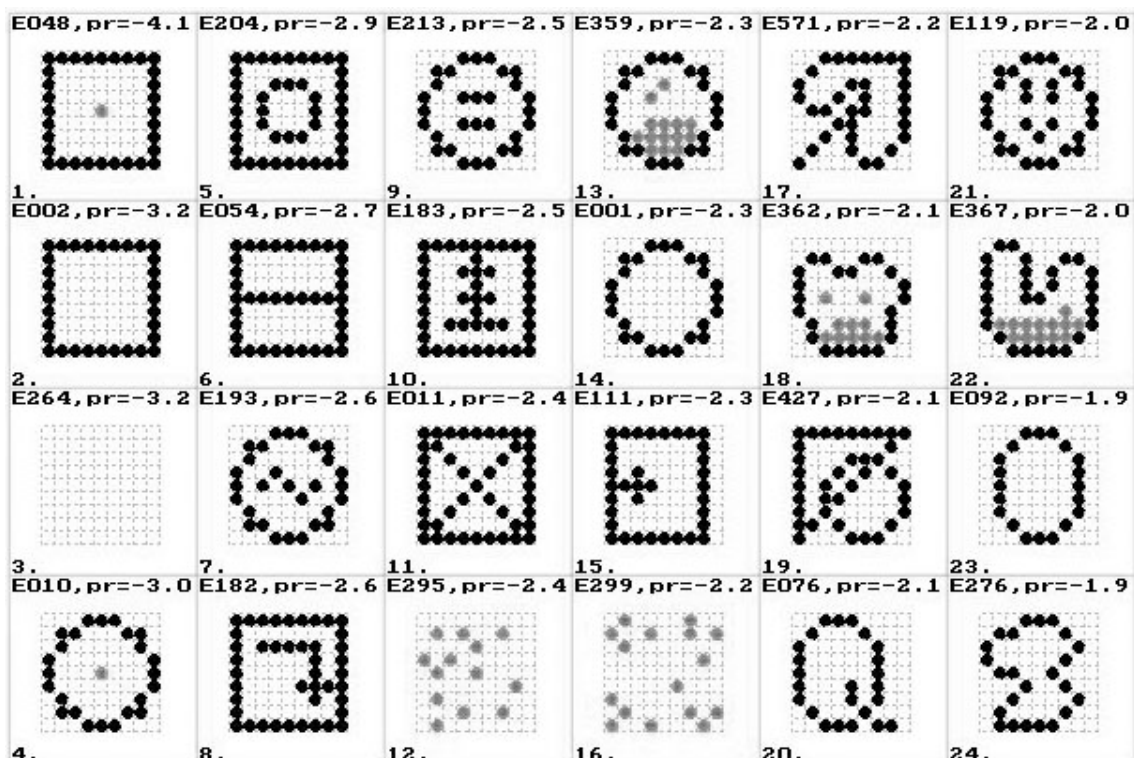 E048,pr=-4.1 E204,pr=-2.9 E213,pr=-2.5 E359,pr=-2.3 E571,pr=-2.2 E119,pr=-2.0
1. 5. 9. 13. 17. 21.
E002,pr=-3.2 E054,pr=-2.7 E183,pr=-2.5 E001,pr=-2.3 E362,pr=-2.1 E367,pr=-2.0
2. 6. 10. 14. 18. 22.
E264,pr=-3.2 E193,pr=-2.6 E011,pr=-2.4 E111,pr=-2.3 E427,pr=-2.1 E092,pr=-1.9
3. 7. 11. 15. 19. 23.
E010,pr=-3.0 E182,pr=-2.6 E295,pr=-2.4 E299,pr=-2.2 E076,pr=-2.1 E276,pr=-1.9
4. 8. 12. 16. 20. 24.